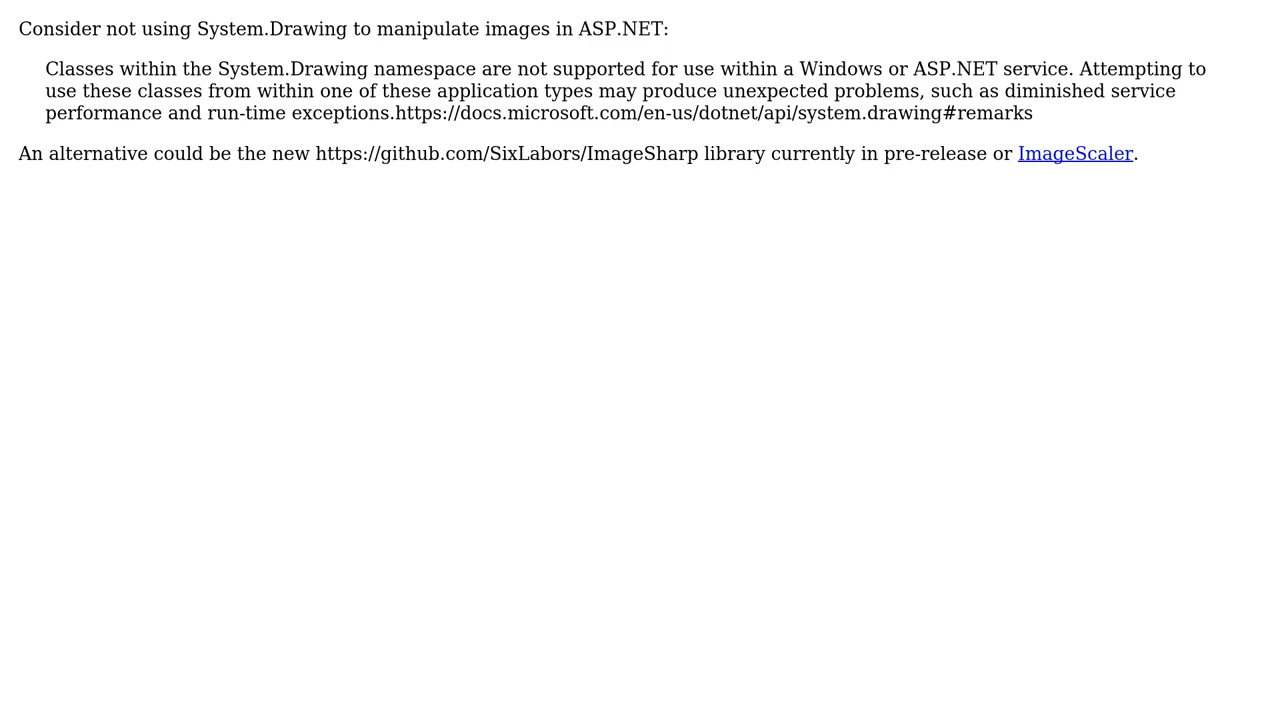 Consider not using System.Drawing to manipulate images in ASP.NET:
Classes within the System.Drawing namespace are not supported for use within a Windows or ASP.NET service. Attempting to
use these classes from within one of these application types may produce unexpected problems, such as diminished service
performance and run-time exceptions.https://docs.microsoft.com/en-us/dotnet/api/system.drawing#remarks
An alternative could be the new https://github.com/SixLabors/ImageSharp library currently in pre-release or ImageScaler.